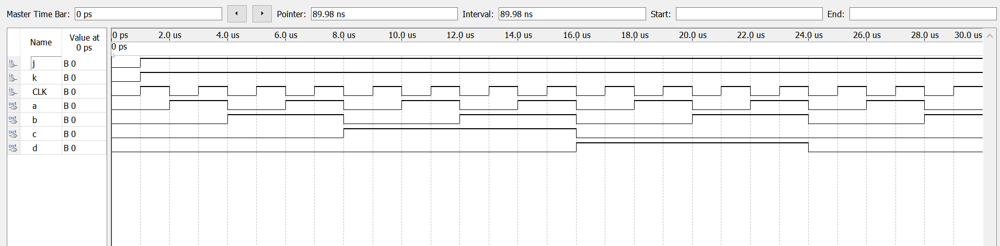 Master Time Bar: 0 ps Pointer: 89.98 ns Interval: 89.98 ns Start: End:
Name Value at 0 ps
0 ps 2.0 us 4.0 us 6.0 us 8.0 us 10.0 us 12.0 us 14.0 us 16.0 us 18.0 us 20.0 us 22.0 us 24.0 us 26.0 us 28.0 us 30.0 us
0 ps
in j B 0
in k B 0
in CLK B 0
out a B 0
out b B 0
out c B 0
out d B 0